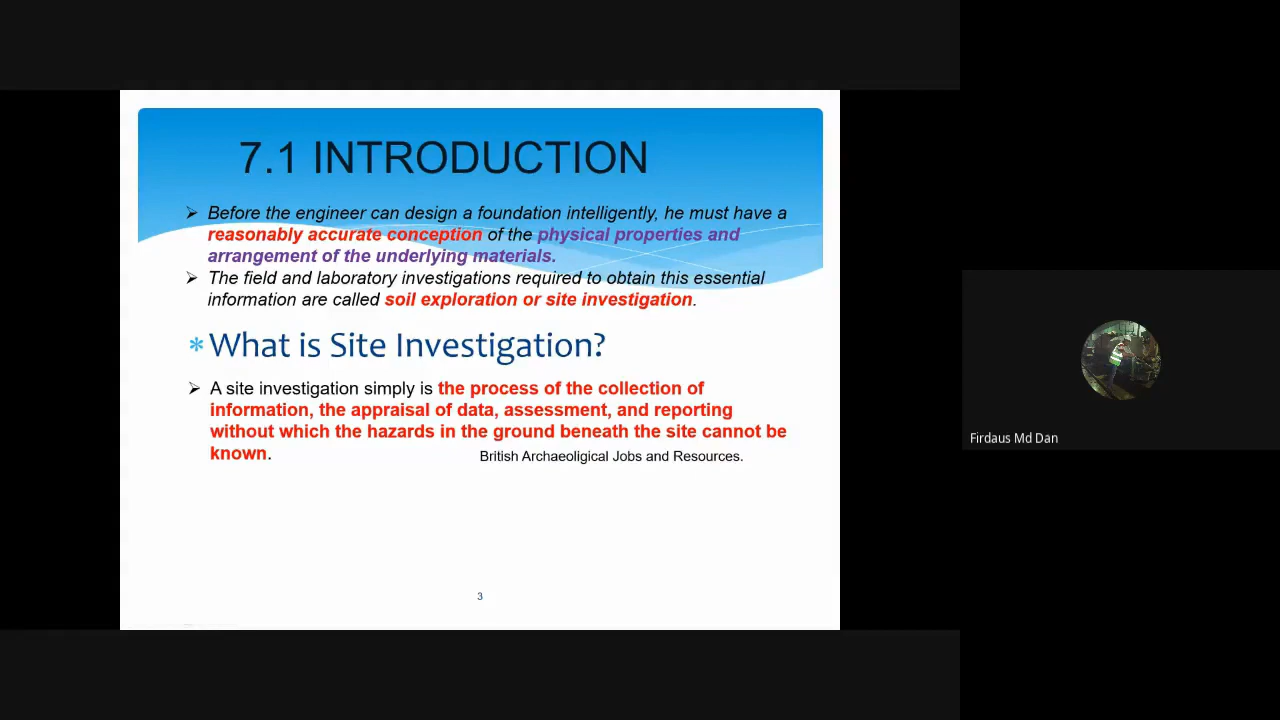 7.1 INTRODUCTION
➢ Before the engineer can design a foundation intelligently, he must have a
reasonably accurate conception of the physical properties and
arrangement of the underlying materials.
➢ The field and laboratory investigations required to obtain this essential
information are called soil exploration or site investigation.
* What is Site Investigation?
➢ A site investigation simply is the process of the collection of
information, the appraisal of data, assessment, and reporting
without which the hazards in the ground beneath the site cannot be
known.
British Archaeoligical Jobs and Resources.
3
Firdaus Md Dan